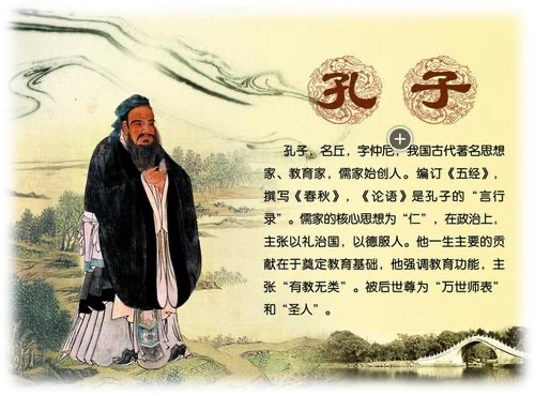 孔子
孔子，名丘，字仲尼，我国古代著名思想
家、教育家，儒家始创人。编订《五经》，
撰写《春秋》，《论语》是孔子的“言行
录”。儒家的核心思想为“仁”，在政治上，
主张以礼治国，以德服人。他一生主要的贡
献在于奠定教育基础，他强调教育功能，主
张“有教无类”。被后世尊为“万世师表”
和“圣人”。